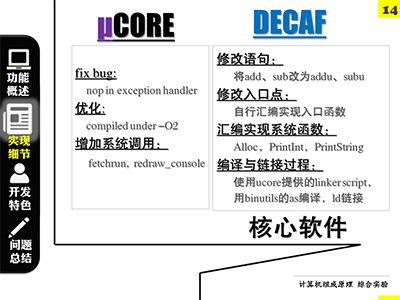 μCORE
DECAF
14
功能
概述
实现
细节
开发
特色
问题
总结
fix bug:
nop in exception handler
优化:
compiled under –O2
增加系统调用:
fetchrun, redraw_console
修改语句:
将add、sub改为addu、subu
修改入口点:
自行汇编实现入口函数
汇编实现系统函数:
Alloc, PrintInt, PrintString
编译与链接过程:
使用ucore提供的linker script,
用binutils的as编译, ld链接
核心软件
计算机组成原理 综合实验